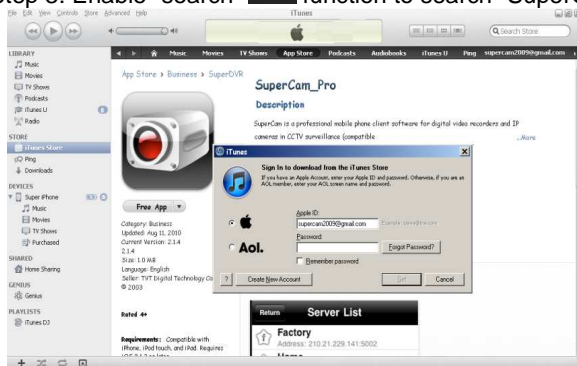 step 3: Enable "search" function to search "SuperC
File Edit View Controls Store Advanced Help
iTunes
Search Store
LIBRARY
Music
Movies
TV Shows
Podcasts
iTunes U
Radio
STORE
iTunes Store
Ping
Downloads
DEVICES
Super iPhone
Music
Movies
TV Shows
Purchased
SHARED
Home Sharing
GENIUS
Genius
PLAYLISTS
iTunes DJ
Music Movies TV Shows App Store Podcasts Audiobooks iTunes U Ping supercam2009@gmail.com
App Store > Business > SuperDVR
SuperCam_Pro
Description
SuperCam is a professional mobile phone client software for digital video recorders and IP
cameras in CCTV surveillance (compatible
...More
Free App
Category: Business
Updated: Aug 11, 2010
Current Version: 2.1.4
2.1.4
Size: 1.0 MB
Language: English
Seller: TVT Digital Technology Co
© 2003
Rated 4+
Requirements: Compatible with
iPhone, iPod touch, and iPad. Requires
iTunes
Sign In to download from the iTunes Store
If you have an Apple Account, enter your Apple ID and password. Otherwise, if you are an
AOL member, enter your AOL screen name and password.
Apple ID:
supercam2009@gmail.com
Example: steve@me.com
Aol.
Password:
Forgot Password?
Remember password
?
Create New Account
Get
Cancel
Return
Server List
Factory
Address: 210.21.229.141:5002
Home